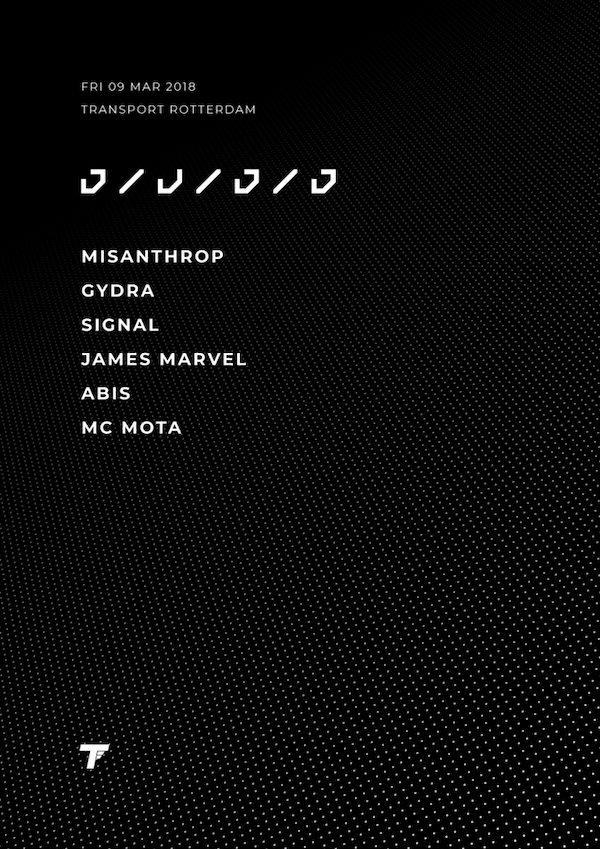 FRI 09 MAR 2018
TRANSPORT ROTTERDAM
MISANTHROP
GYDRA
SIGNAL
JAMES MARVEL
ABIS
MC MOTA